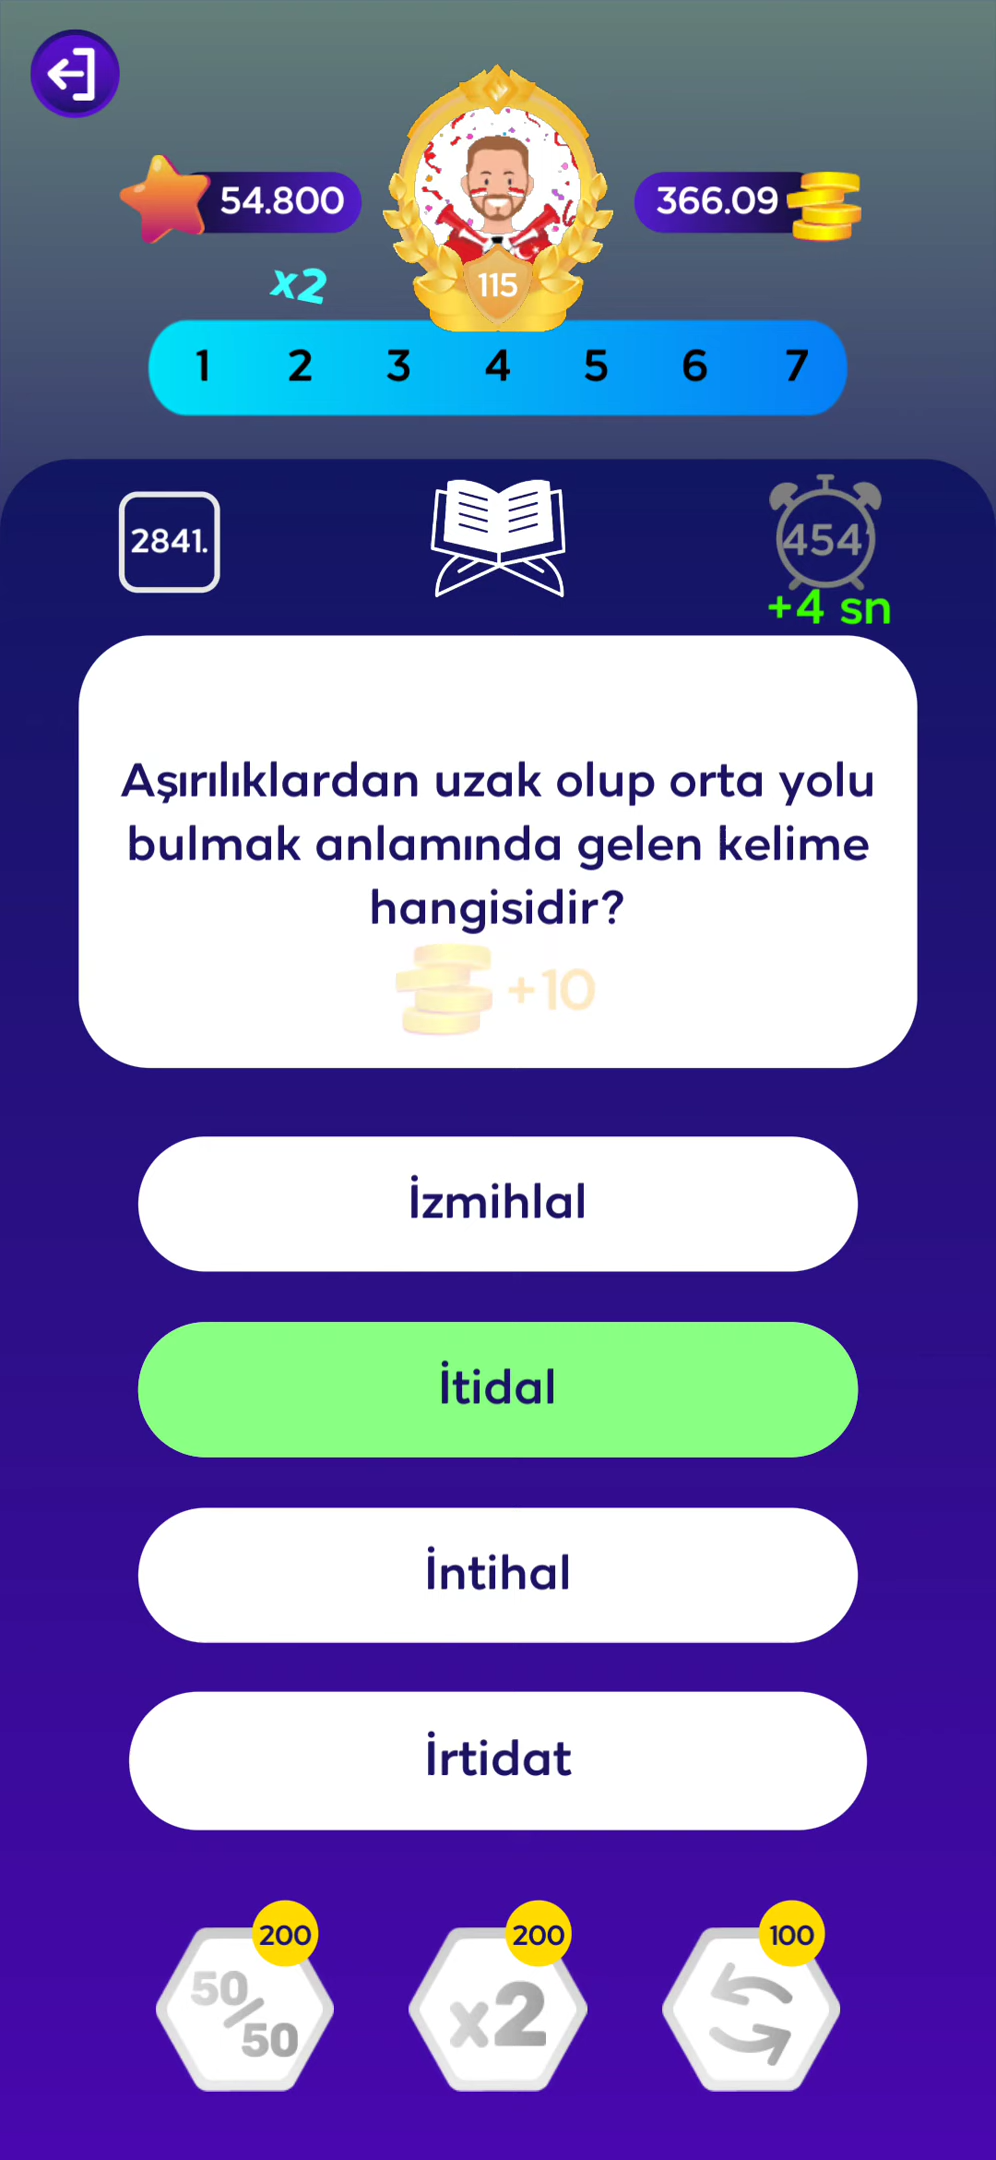 54.800
366.09
115
x2
1 2 3 4 5 6 7
2841.
454
+4 sn
Aşırılıklardan uzak olup orta yolu
bulmak anlamında gelen kelime
hangisidir?
+10
İzmihlal
İtidal
İntihal
İrtidat
200
50/50
200
x2
100